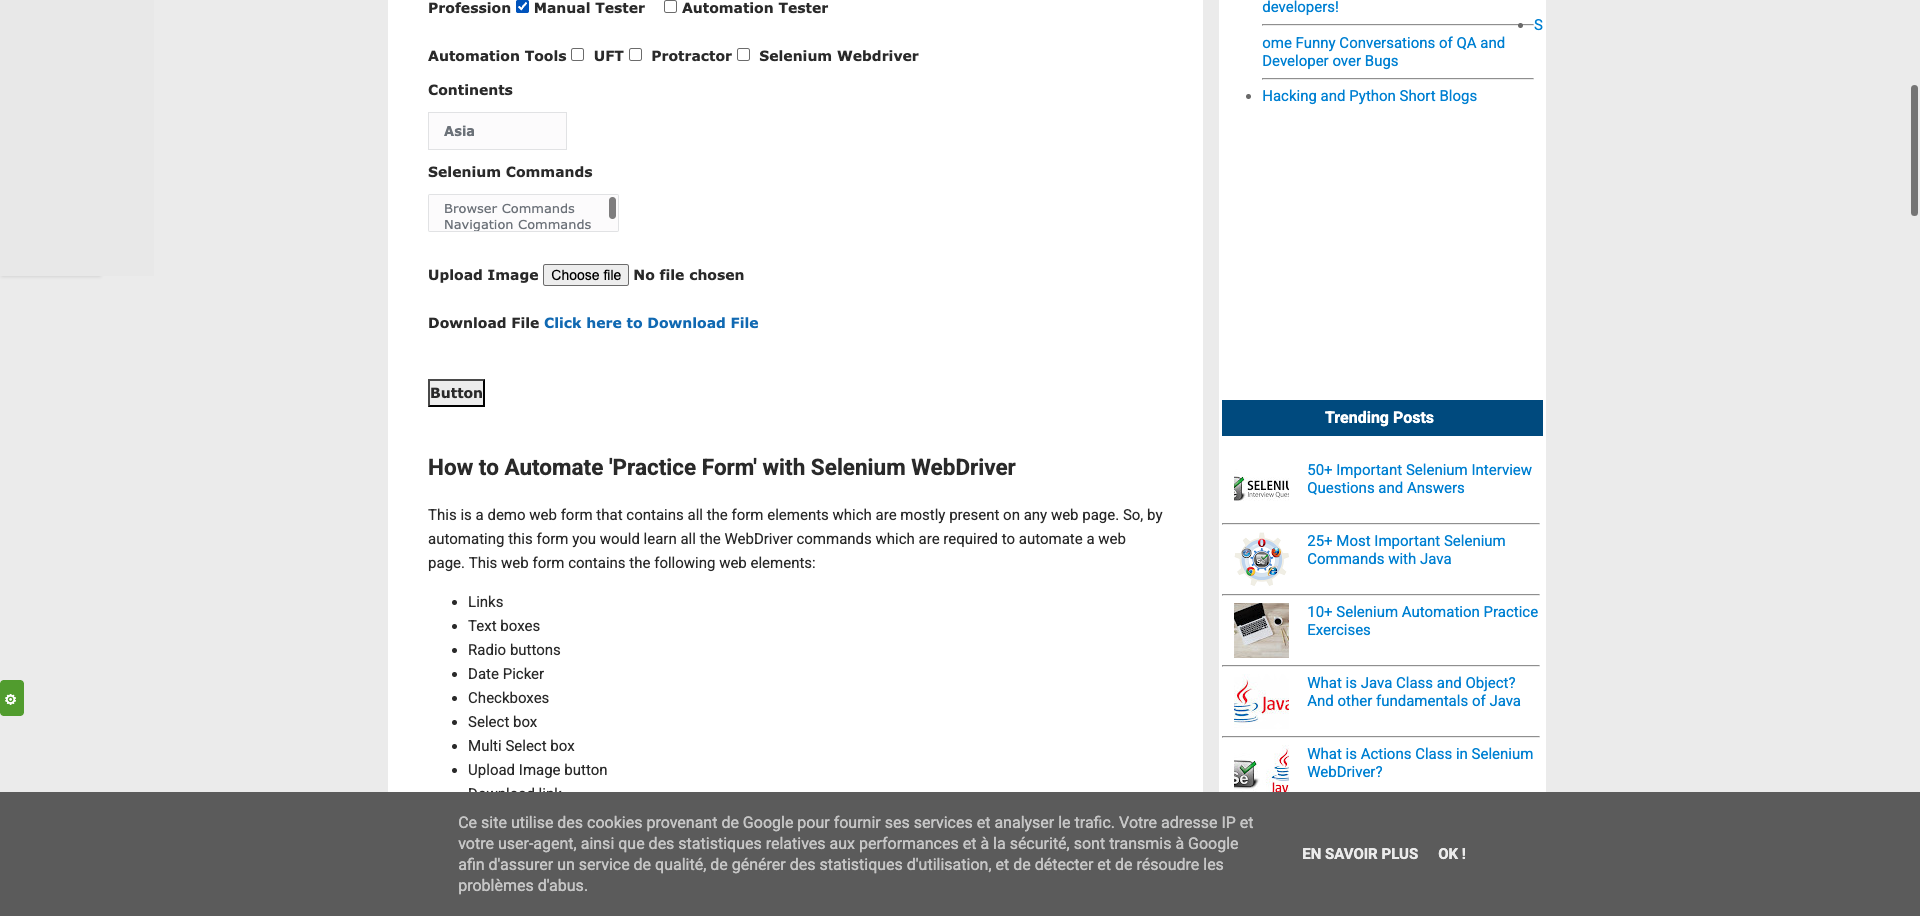 Profession Manual Tester Automation Tester
Automation Tools UFT Protractor Selenium Webdriver
Continents
Asia
Selenium Commands
Browser Commands
Navigation Commands
Upload Image Choose file No file chosen
Download File Click here to Download File
Button
How to Automate 'Practice Form' with Selenium WebDriver
This is a demo web form that contains all the form elements which are mostly present on any web page. So, by
automating this form you would learn all the WebDriver commands which are required to automate a web
page. This web form contains the following web elements:
Links
Text boxes
Radio buttons
Date Picker
Checkboxes
Select box
Multi Select box
Upload Image button
Download link
developers!
S
ome Funny Conversations of QA and
Developer over Bugs
Hacking and Python Short Blogs
Trending Posts
50+ Important Selenium Interview
Questions and Answers
25+ Most Important Selenium
Commands with Java
10+ Selenium Automation Practice
Exercises
Java
What is Java Class and Object?
And other fundamentals of Java
Se
What is Actions Class in Selenium
WebDriver?
Ce site utilise des cookies provenant de Google pour fournir ses services et analyser le trafic. Votre adresse IP et
votre user-agent, ainsi que des statistiques relatives aux performances et à la sécurité, sont transmis à Google
afin d'assurer un service de qualité, de générer des statistiques d'utilisation, et de détecter et de résoudre les
problèmes d'abus.
EN SAVOIR PLUS OK !